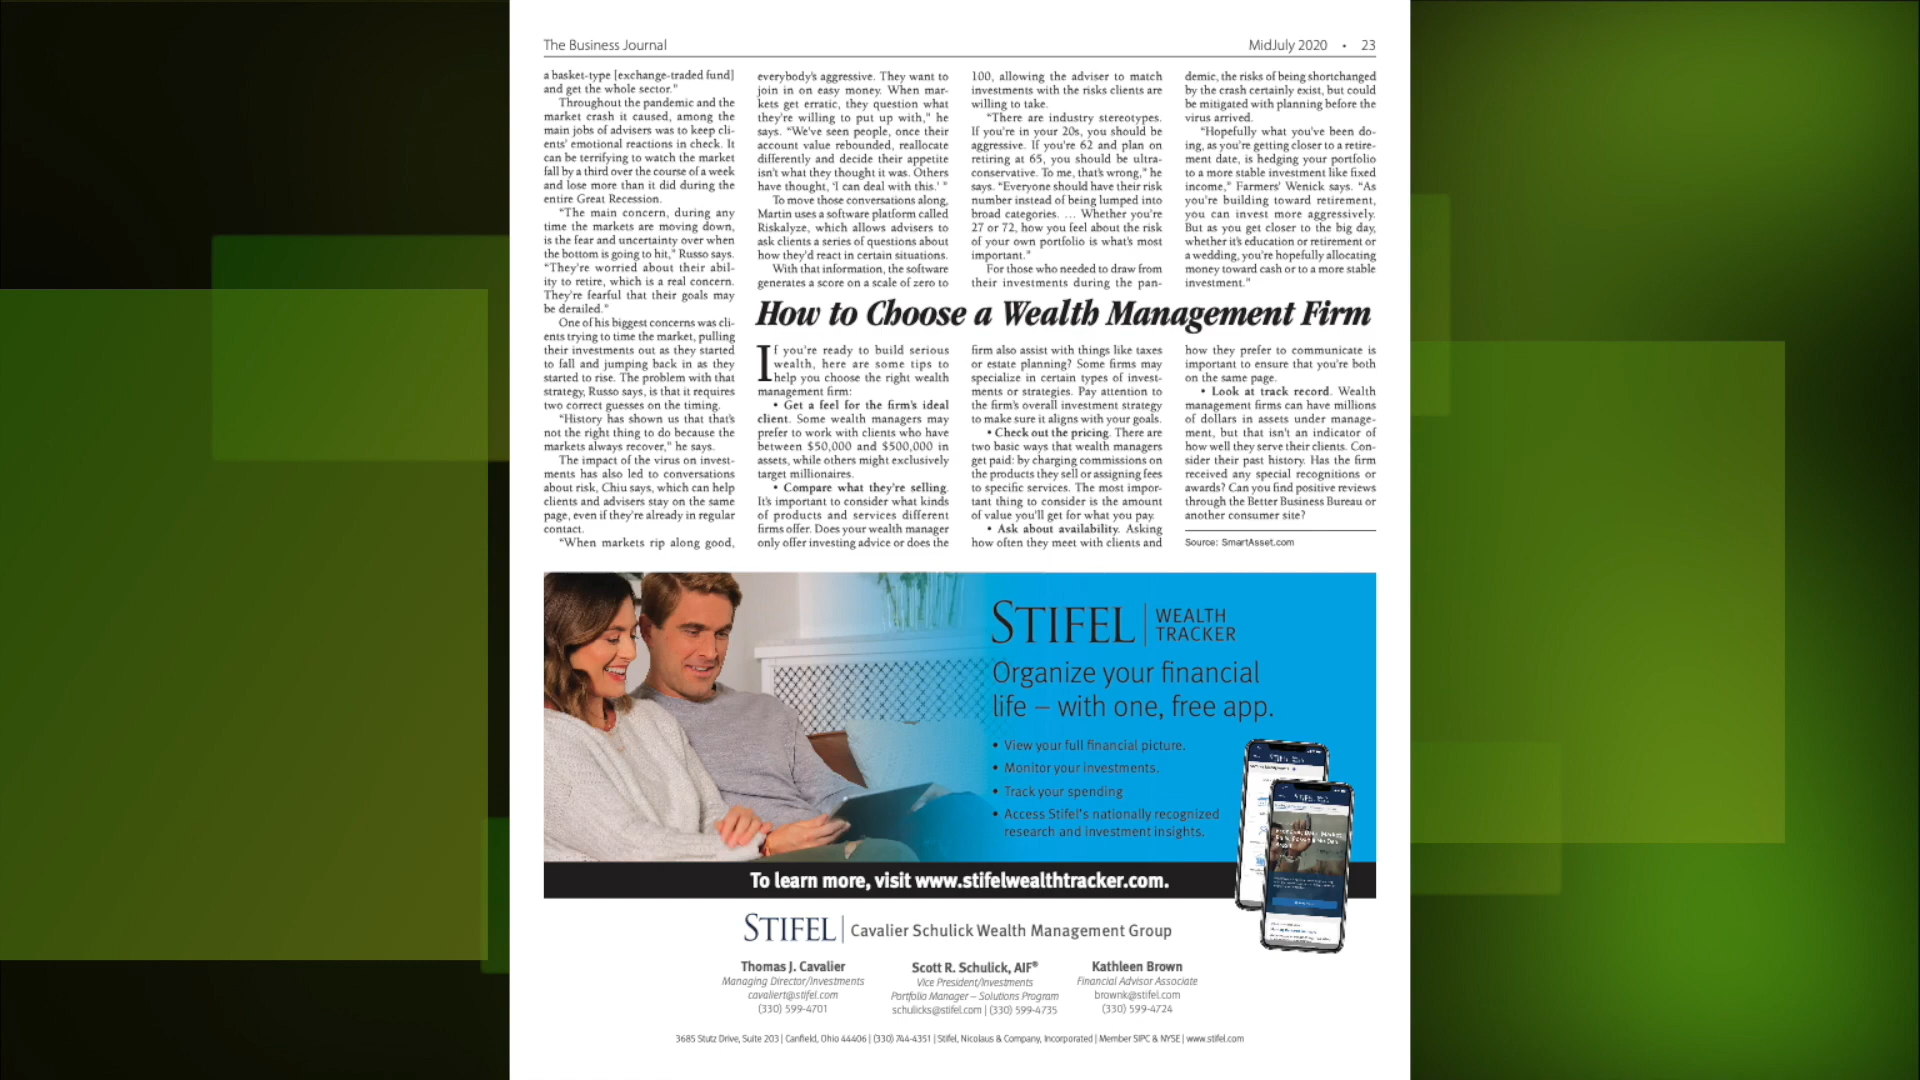 The Business Journal
MidJuly 2020 • 23
a basket-type [exchange-traded fund]
and get the whole sector."
Throughout the pandemic and the
market crash it caused, among the
main jobs of advisers was to keep cli-
ents' emotional reactions in check. It
can be terrifying to watch the market
fall by a third over the course of a week
and lose more than it did during the
entire Great Recession.
"The main concern, during any
time the markets are moving down,
is the fear and uncertainty over when
the bottom is going to hit," Russo says.
"They're worried about their abil-
ity to retire, which is a real concern.
They're fearful that their goals may
be derailed."
One of his biggest concerns was cli-
ents trying to time the market, pulling
their investments out as they started
to fall and jumping back in as they
started to rise. The problem with that
strategy, Russo says, is that it requires
two correct guesses on the timing.
"History has shown us that that's
not the right thing to do because the
markets always recover," he says.
The impact of the virus on invest-
ments has also led to conversations
about risk, Chiu says, which can help
clients and advisers stay on the same
page, even if they're already in regular
contact.
"When markets rip along good,
everybody's aggressive. They want to
join in on easy money. When mar-
kets get erratic, they question what
they're willing to put up with," he
says. "We've seen people, once their
account value rebounded, reallocate
differently and decide their appetite
isn't what they thought it was. Others
have thought, 'I can deal with this.' "
To move those conversations along,
Martin uses a software platform called
Riskalyze, which allows advisers to
ask clients a series of questions about
how they'd react in certain situations.
With that information, the software
generates a score on a scale of zero to
100, allowing the adviser to match
investments with the risks clients are
willing to take.
"There are industry stereotypes.
If you're in your 20s, you should be
aggressive. If you're 62 and plan on
retiring at 65, you should be ultra-
conservative. To me, that's wrong," he
says. "Everyone should have their risk
number instead of being lumped into
broad categories. … Whether you're
27 or 72, how you feel about the risk
of your own portfolio is what's most
important."
For those who needed to draw from
their investments during the pan-
demic, the risks of being shortchanged
by the crash certainly exist, but could
be mitigated with planning before the
virus arrived.
"Hopefully what you've been do-
ing, as you're getting closer to a retire-
ment date, is hedging your portfolio
to a more stable investment like fixed
income," Farmers' Wenick says. "As
you're building toward retirement,
you can invest more aggressively.
But as you get closer to the big day,
whether it's education or retirement or
a wedding, you're hopefully allocating
money toward cash or to a more stable
investment."
How to Choose a Wealth Management Firm
If you're ready to build serious
wealth, here are some tips to
help you choose the right wealth
management firm:
• Get a feel for the firm's ideal
client. Some wealth managers may
prefer to work with clients who have
between $50,000 and $500,000 in
assets, while others might exclusively
target millionaires.
• Compare what they're selling.
It's important to consider what kinds
of products and services different
firms offer. Does your wealth manager
only offer investing advice or does the
firm also assist with things like taxes
or estate planning? Some firms may
specialize in certain types of invest-
ments or strategies. Pay attention to
the firm's overall investment strategy
to make sure it aligns with your goals.
• Check out the pricing. There are
two basic ways that wealth managers
get paid: by charging commissions on
the products they sell or assigning fees
to specific services. The most impor-
tant thing to consider is the amount
of value you'll get for what you pay.
• Ask about availability. Asking
how often they meet with clients and
how they prefer to communicate is
important to ensure that you're both
on the same page.
• Look at track record. Wealth
management firms can have millions
of dollars in assets under manage-
ment, but that isn't an indicator of
how well they serve their clients. Con-
sider their past history. Has the firm
received any special recognitions or
awards? Can you find positive reviews
through the Better Business Bureau or
another consumer site?
Source: SmartAsset.com
STIFEL | WEALTH
TRACKER
Organize your financial
life – with one, free app.
• View your full financial picture.
• Monitor your investments.
• Track your spending
• Access Stifel's nationally recognized
research and investment insights.
To learn more, visit www.stifelwealthtracker.com.
STIFEL | Cavalier Schulick Wealth Management Group
Thomas J. Cavalier
Managing Director/Investments
cavaliert@stifel.com
(330) 599-4701
Scott R. Schulick, AIF®
Vice President/Investments
Portfolio Manager – Solutions Program
schulicks@stifel.com | (330) 599-4735
Kathleen Brown
Financial Advisor Associate
brownk@stifel.com
(330) 599-4724
3685 Stutz Drive, Suite 203 | Canfield, Ohio 44406 | (330) 744-4351 | Stifel, Nicolaus & Company, Incorporated | Member SIPC & NYSE | www.stifel.com